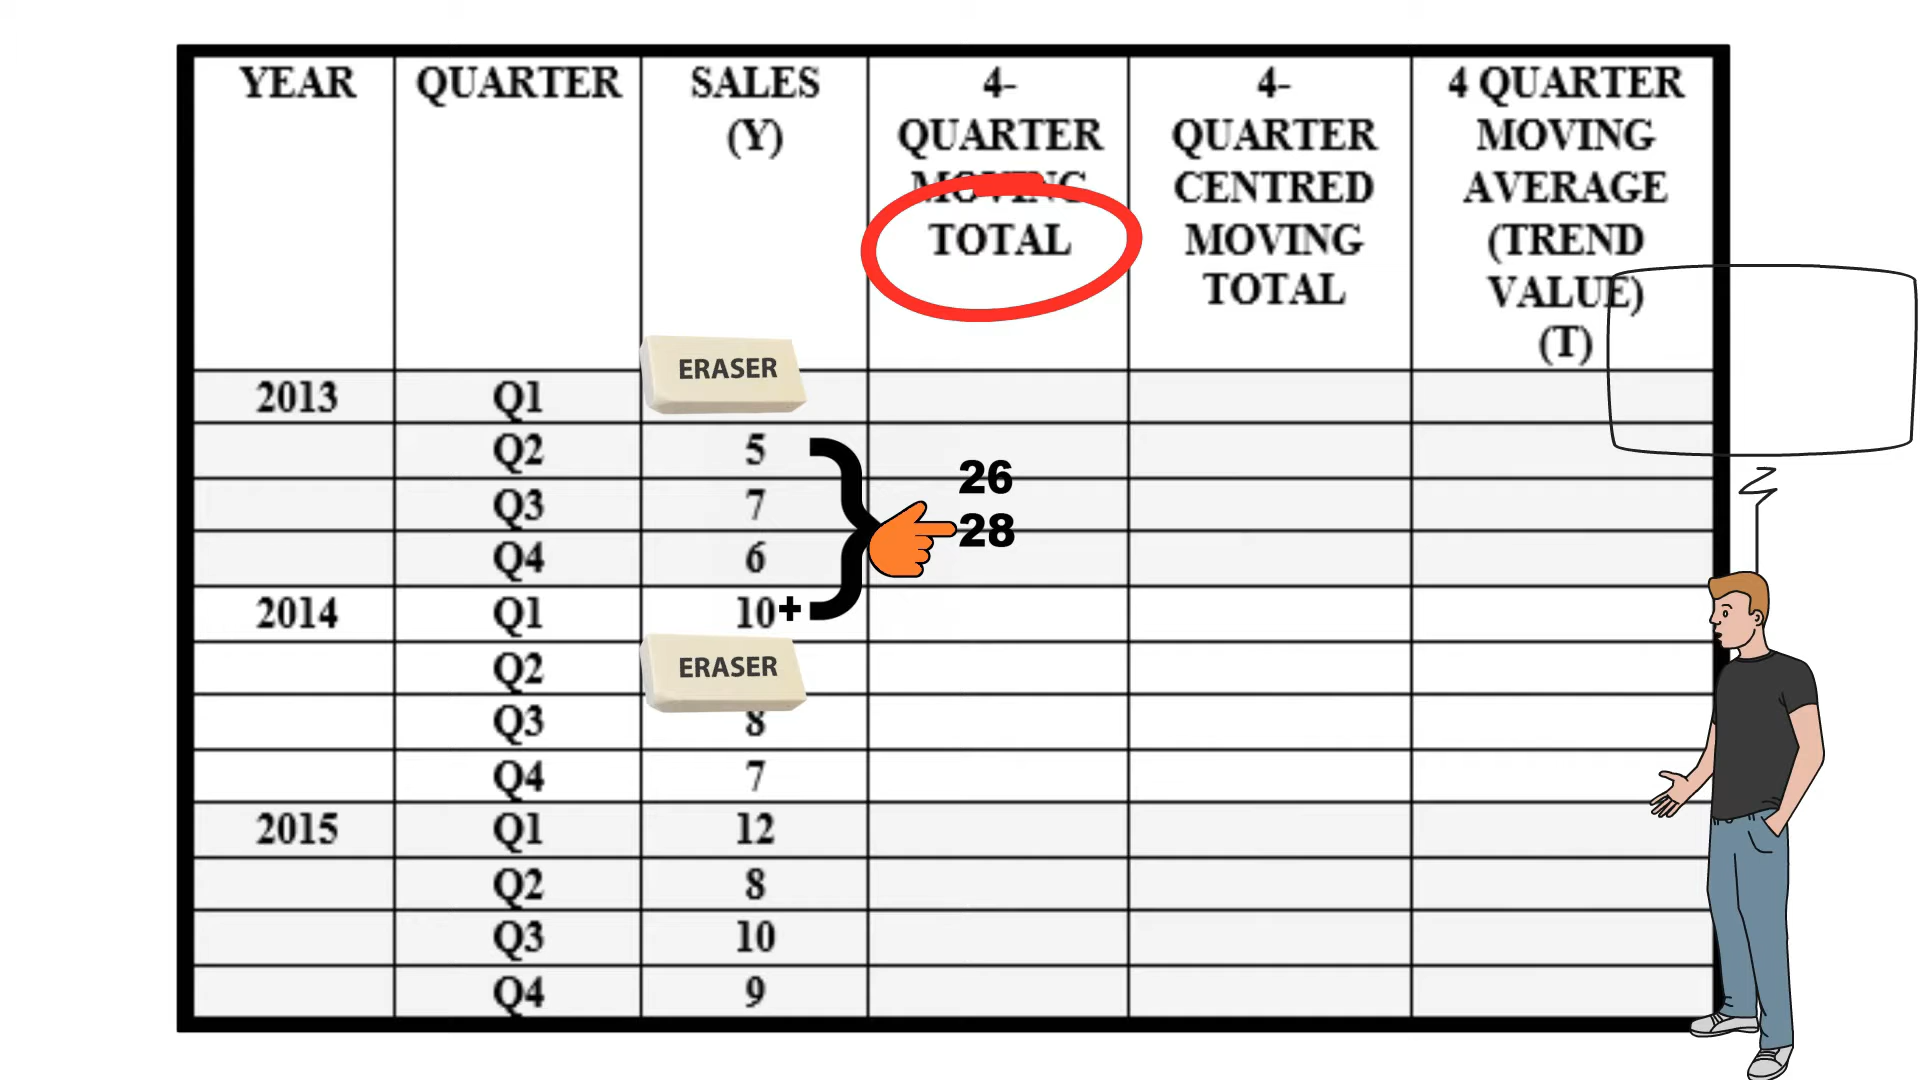 YEAR QUARTER SALES (Y) 4- QUARTER MOVING TOTAL 4- QUARTER CENTRED MOVING TOTAL 4 QUARTER MOVING AVERAGE (TREND VALUE) (T)
ERASER
2013 Q1
Q2 5
26
Q3 7
28
Q4 6
2014 Q1 10+
ERASER
Q2
Q3 8
Q4 7
2015 Q1 12
Q2 8
Q3 10
Q4 9